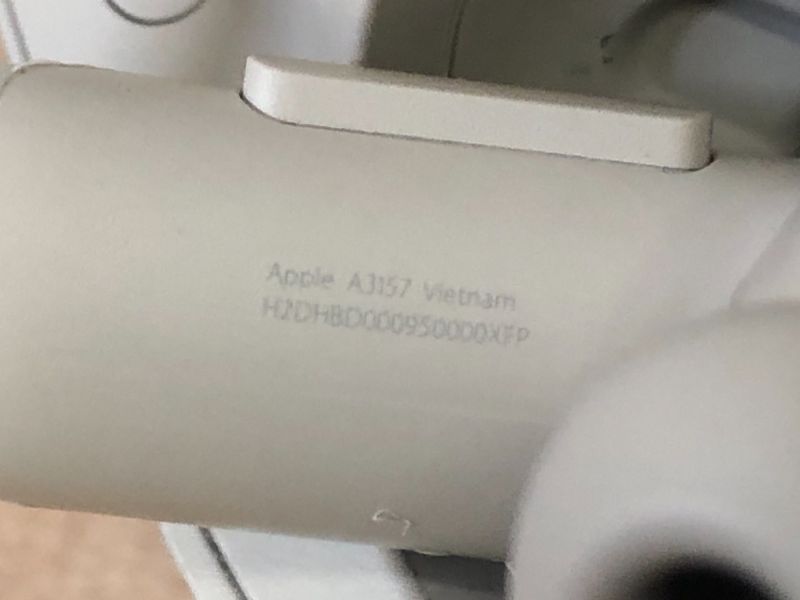 Apple A3157 Vietnam
H2DHBD000950000XFP